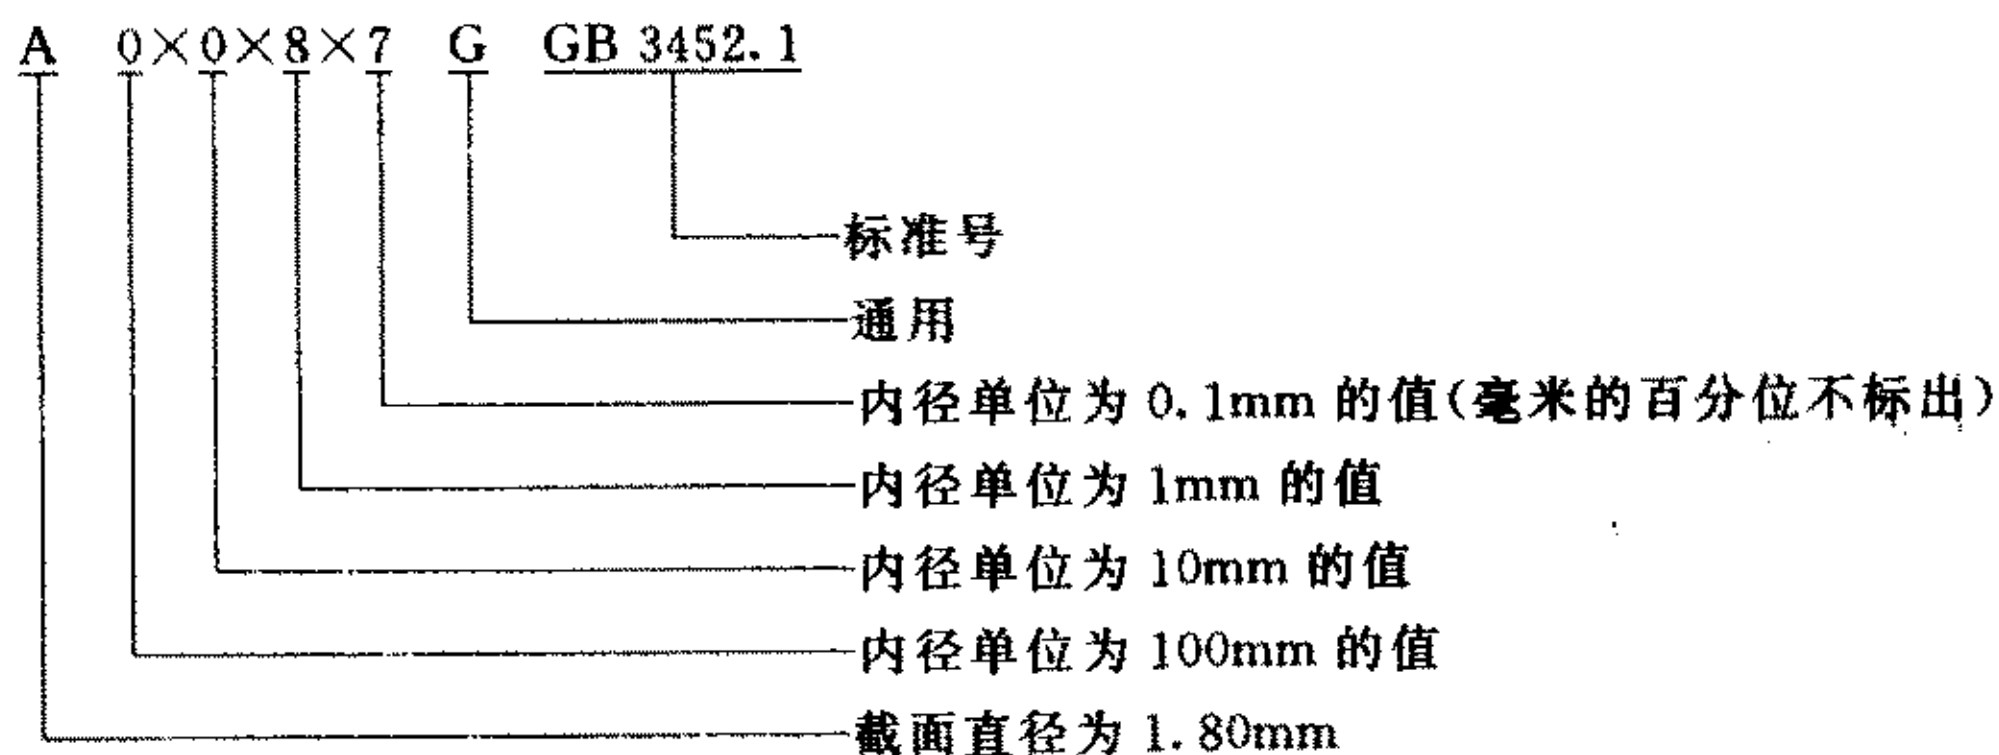 A 0×0×8×7 G GB 3452.1
标准号
通用
内径单位为 0.1mm 的值(毫米的百分位不标出)
内径单位为 1mm 的值
内径单位为 10mm 的值
内径单位为 100mm 的值
截面直径为 1.80mm